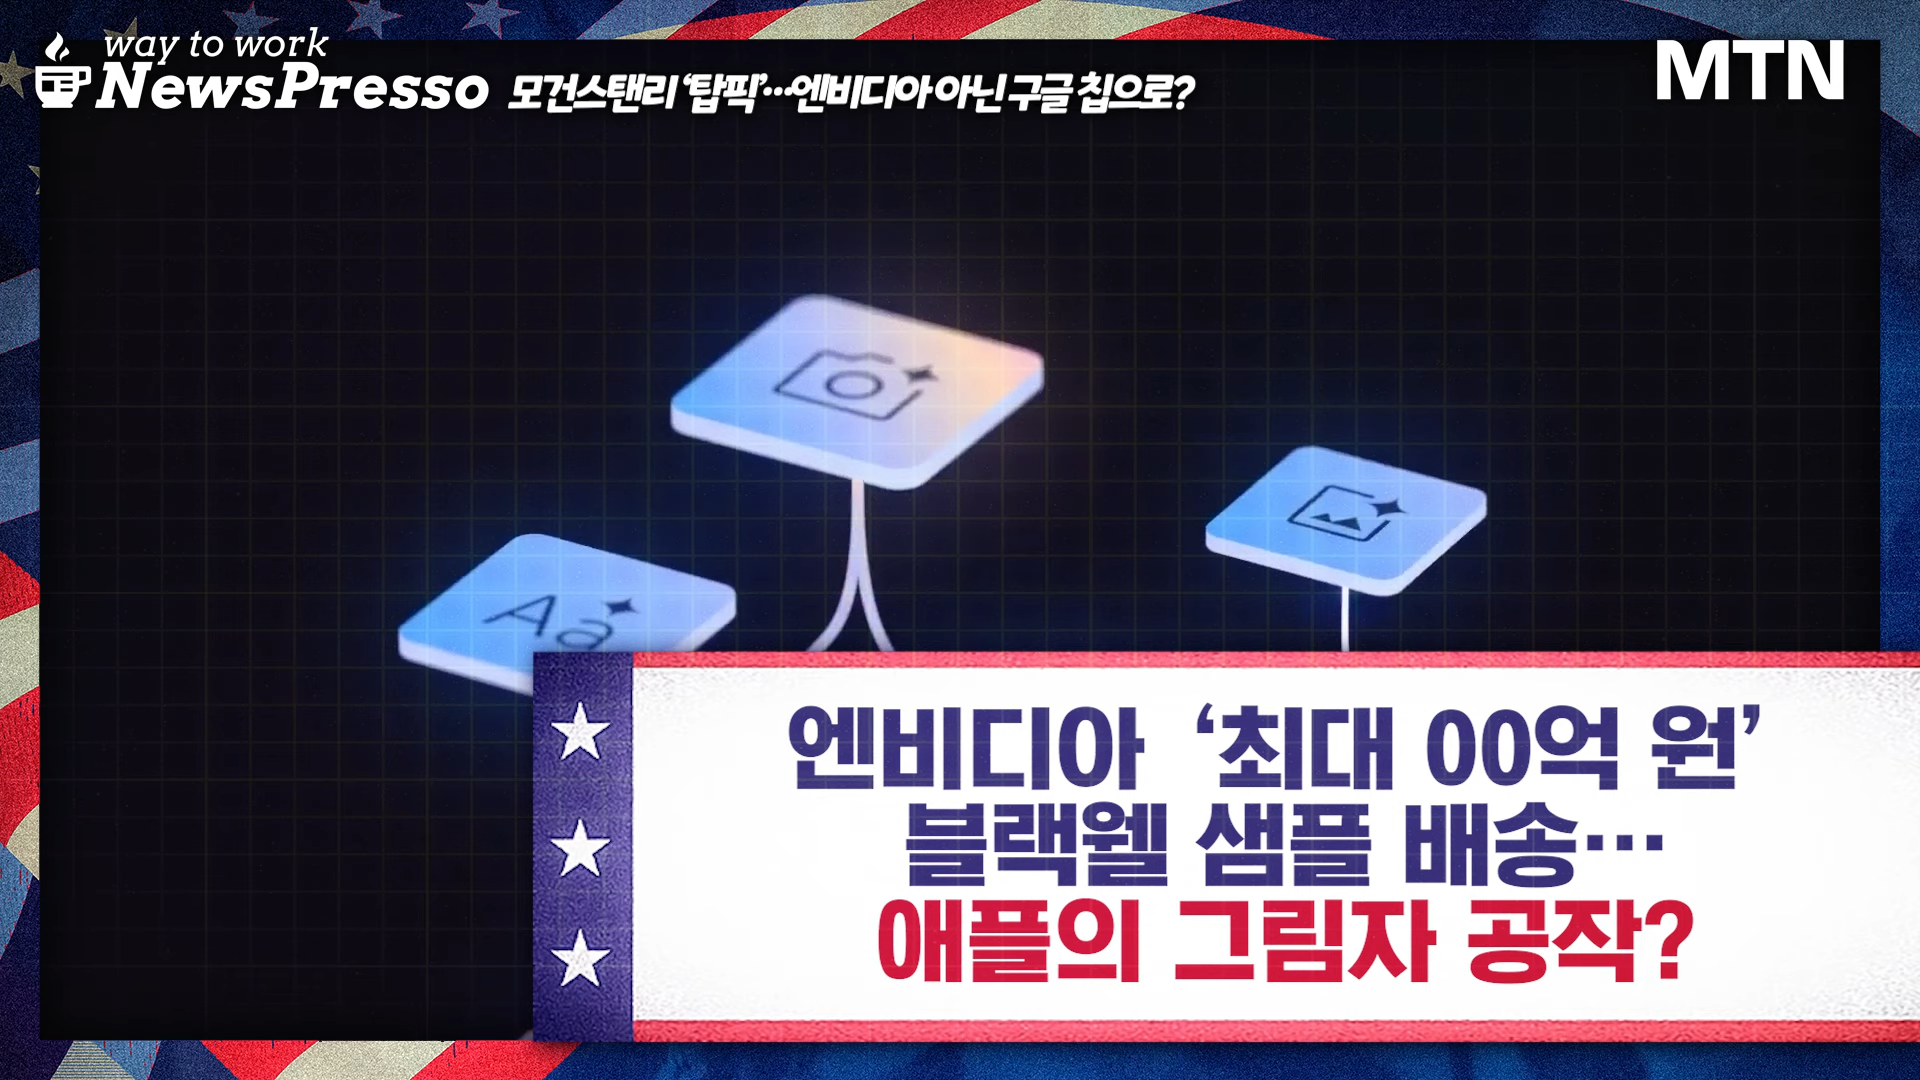 way to work
NewsPresso 모건스탠리 ‘탑픽’…엔비디아 아닌 구글 칩으로?
MTN
Aa
엔비디아 ‘최대 00억 원’
블랙웰 샘플 배송…
애플의 그림자 공작?